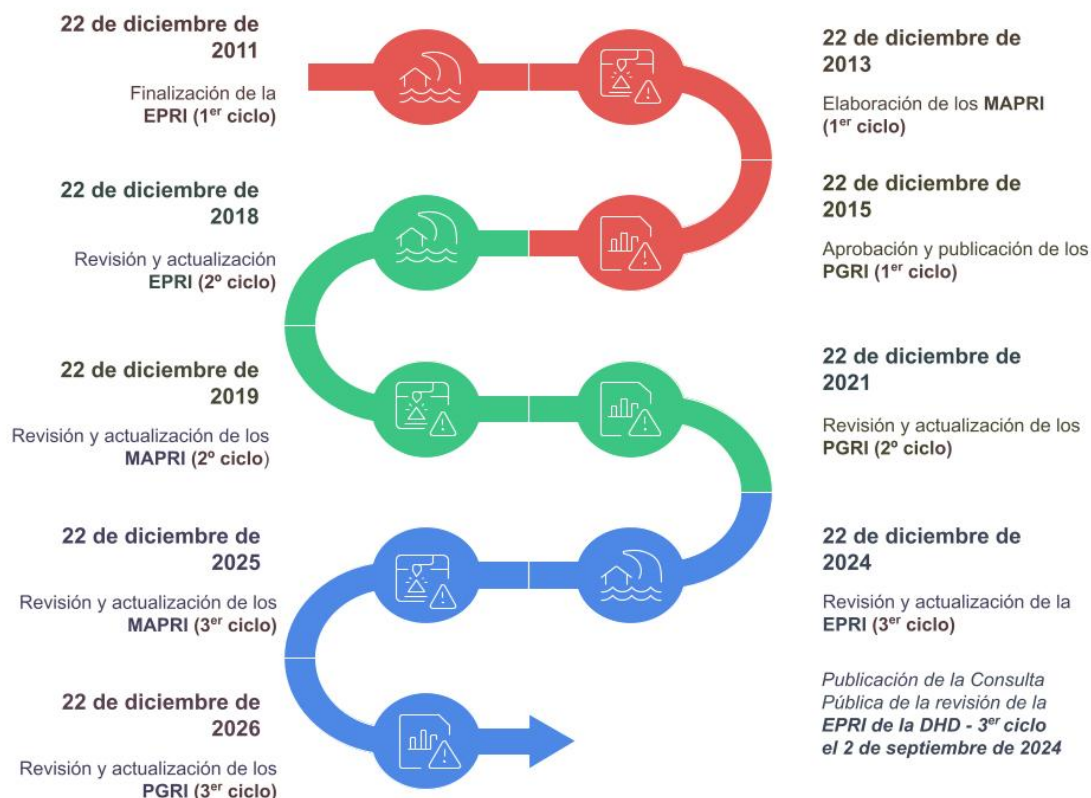 22 de diciembre de
2011
Finalización de la
EPRI (1er ciclo)
22 de diciembre de
2013
Elaboración de los MAPRI
(1er ciclo)
22 de diciembre de
2015
Aprobación y publicación de los
PGRI (1er ciclo)
22 de diciembre de
2018
Revisión y actualización
EPRI (2º ciclo)
22 de diciembre de
2019
Revisión y actualización de los
MAPRI (2º ciclo)
22 de diciembre de
2021
Revisión y actualización de los
PGRI (2º ciclo)
22 de diciembre de
2024
Revisión y actualización de la
EPRI (3er ciclo)
Publicación de la Consulta
Pública de la revisión de la
EPRI de la DHD - 3er ciclo
el 2 de septiembre de 2024
22 de diciembre de
2025
Revisión y actualización de los
MAPRI (3er ciclo)
22 de diciembre de
2026
Revisión y actualización de los
PGRI (3er ciclo)